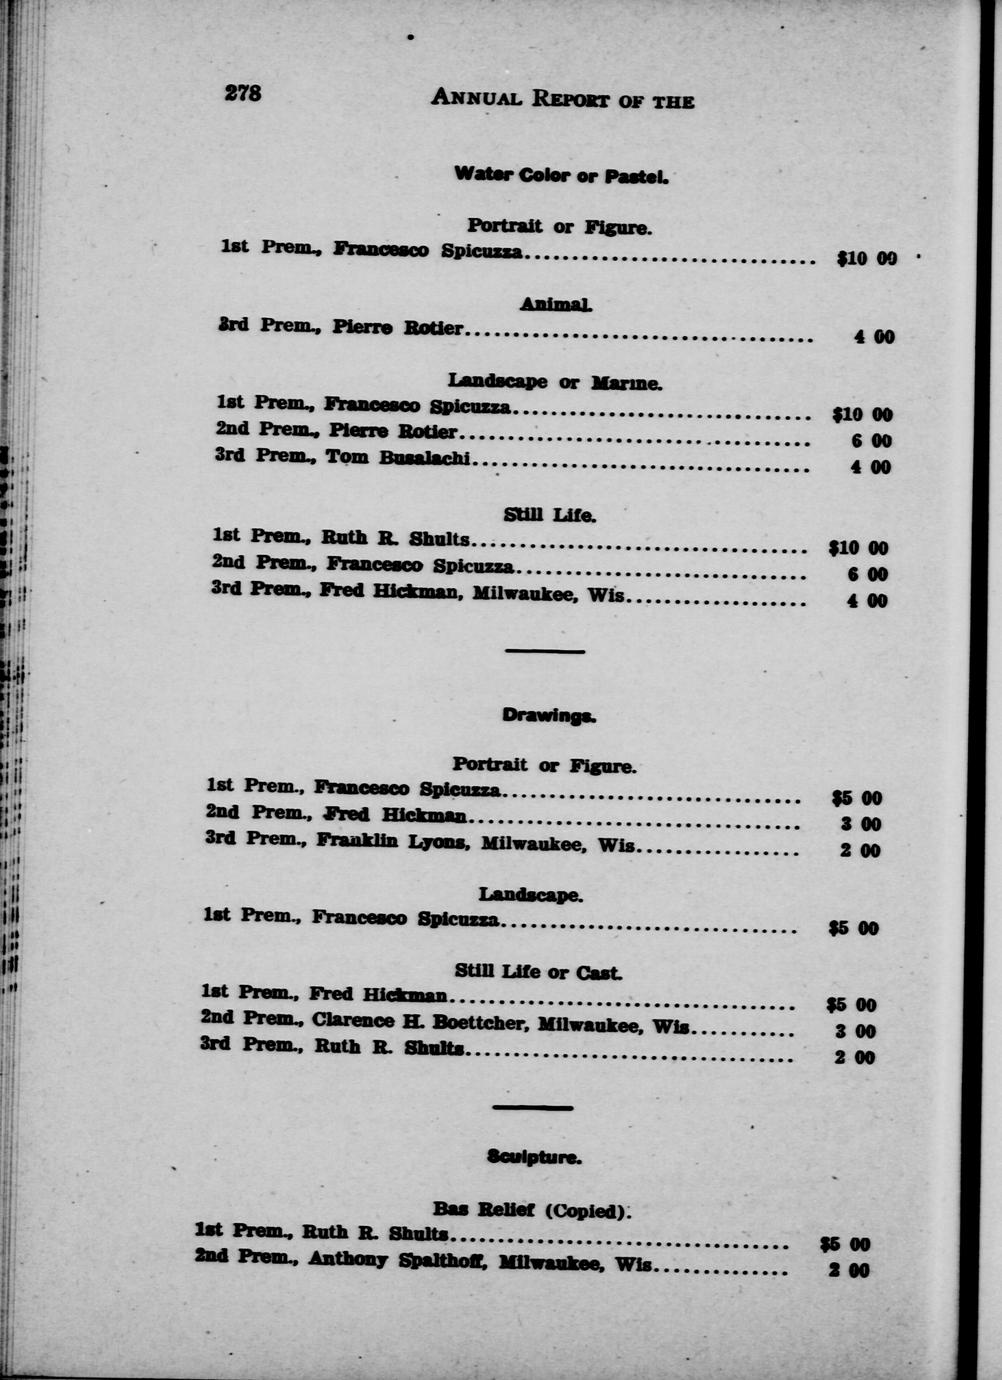 278 ANNUAL REPORT OF THE
Water Color or Pastel.
Portrait or Figure.
1st Prem., Francesco Spicuzza.............................. $10 00
Animal.
3rd Prem., Pierre Rotier.................................... 4 00
Landscape or Marine.
1st Prem., Francesco Spicuzza.............................. $10 00
2nd Prem., Pierre Rotier.................................... 6 00
3rd Prem., Tom Busalachi................................... 4 00
Still Life.
1st Prem., Ruth R. Shults................................... $10 00
2nd Prem., Francesco Spicuzza.............................. 6 00
3rd Prem., Fred Hickman, Milwaukee, Wis................... 4 00
Drawings.
Portrait or Figure.
1st Prem., Francesco Spicuzza............................... $5 00
2nd Prem., Fred Hickman.................................. 3 00
3rd Prem., Franklin Lyons, Milwaukee, Wis................. 2 00
Landscape.
1st Prem., Francesco Spicuzza.............................. $5 00
Still Life or Cast.
1st Prem., Fred Hickman................................... $5 00
2nd Prem., Clarence H. Boettcher, Milwaukee, Wis........... 3 00
3rd Prem., Ruth R. Shults.................................. 2 00
Sculpture.
Bas Relief (Copied).
1st Prem., Ruth R. Shults................................... $5 00
2nd Prem., Anthony Spalthoff, Milwaukee, Wis.............. 2 00